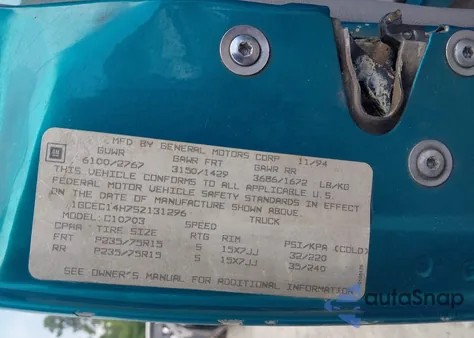 GM
MFD BY GENERAL MOTORS CORP 11/94
GVWR GAWR FRT GAWR RR
6100/2767 3150/1429 3686/1672 LB/KG
THIS VEHICLE CONFORMS TO ALL APPLICABLE U.S.
FEDERAL MOTOR VEHICLE SAFETY STANDARDS IN EFFECT
ON THE DATE OF MANUFACTURE SHOWN ABOVE.
1GCEC14H7S2131296 TRUCK
MODEL: C10703 SPEED
TIRE SIZE RTG RIM PSI/KPA (COLD)
FRT P235/75R15 S 15X7JJ 32/220
RR P235/75R15 S 15X7JJ 35/240
SEE OWNER'S MANUAL FOR ADDITIONAL INFORMATION
autoSnap